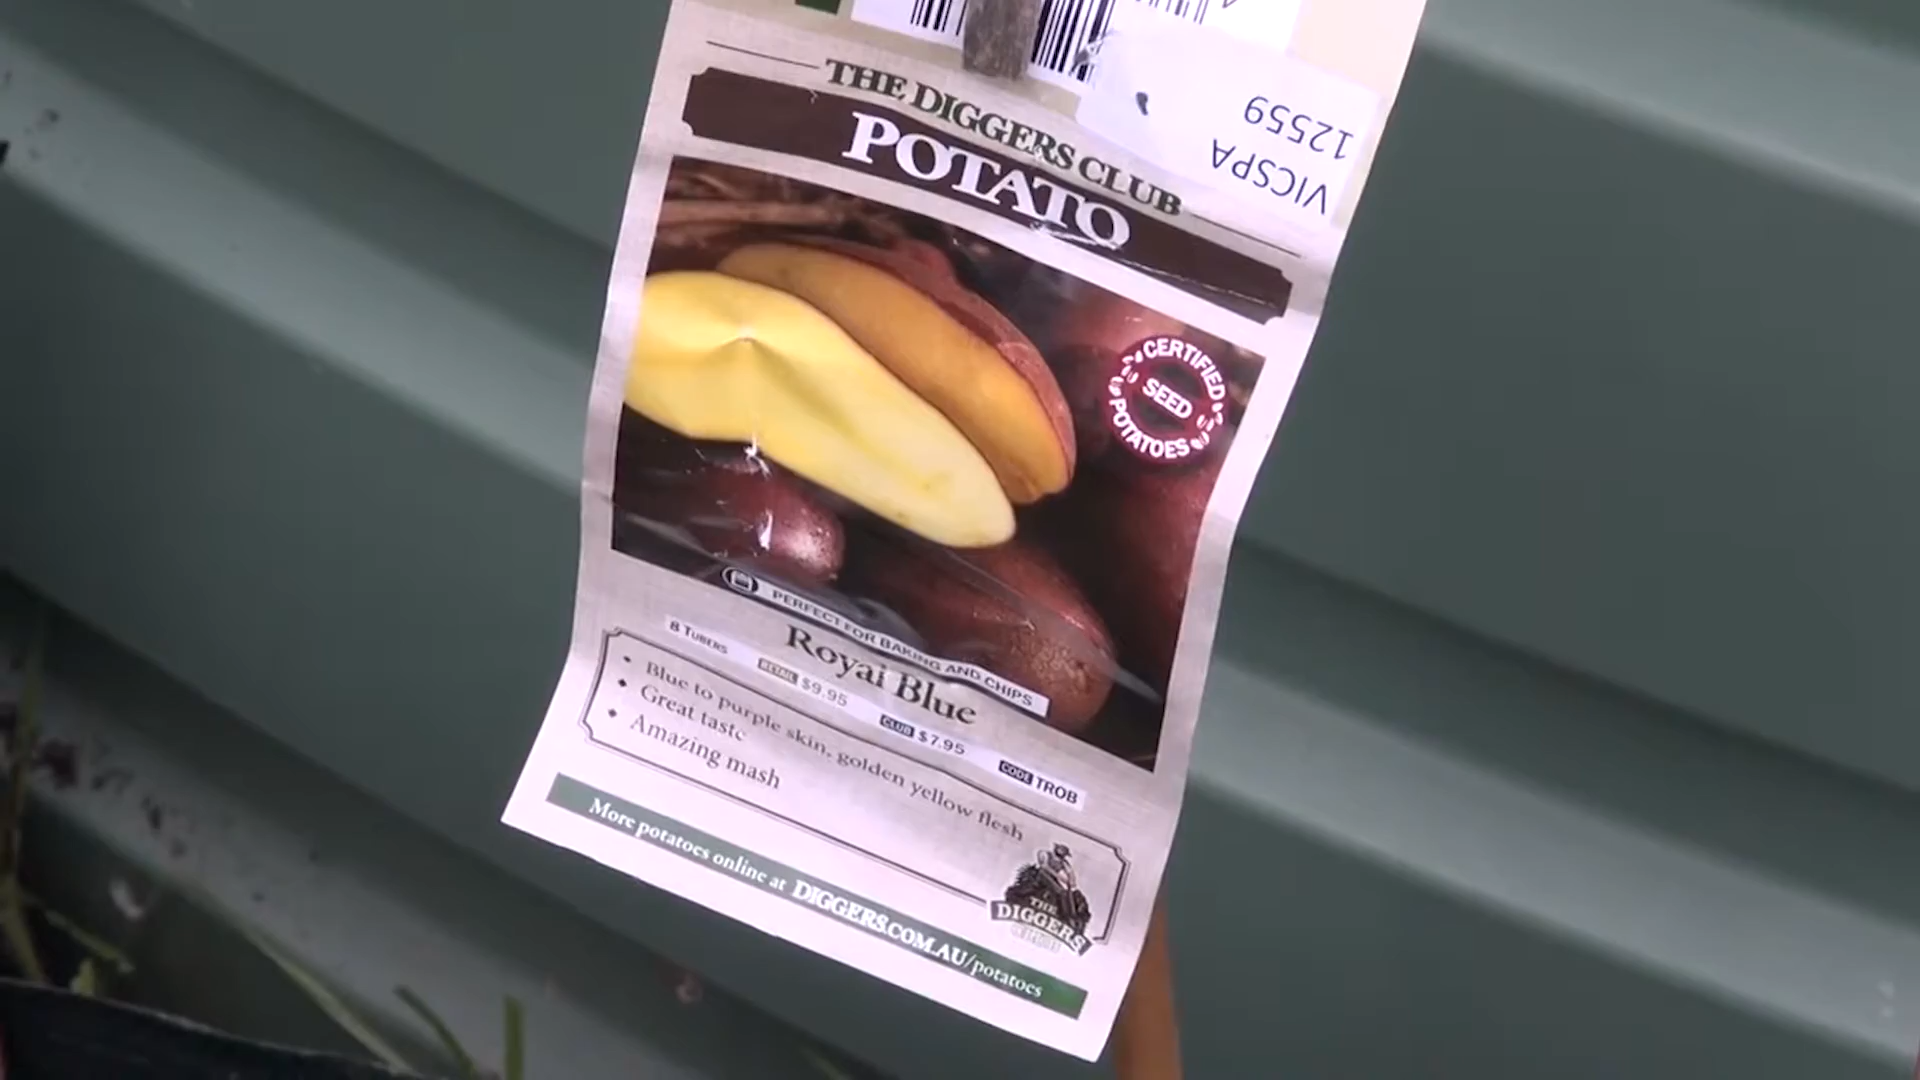 VICSPA
12559
THE DIGGERS CLUB
POTATO
CERTIFIED
SEED
POTATOES
PERFECT FOR BAKING AND CHIPS
Royal Blue
8 TUBERS
RETAIL $9.95
CLUB $7.95
CODE TROB
• Blue to purple skin, golden yellow flesh
• Great taste
• Amazing mash
THE
DIGGERS
More potatoes online at DIGGERS.COM.AU/potatoes